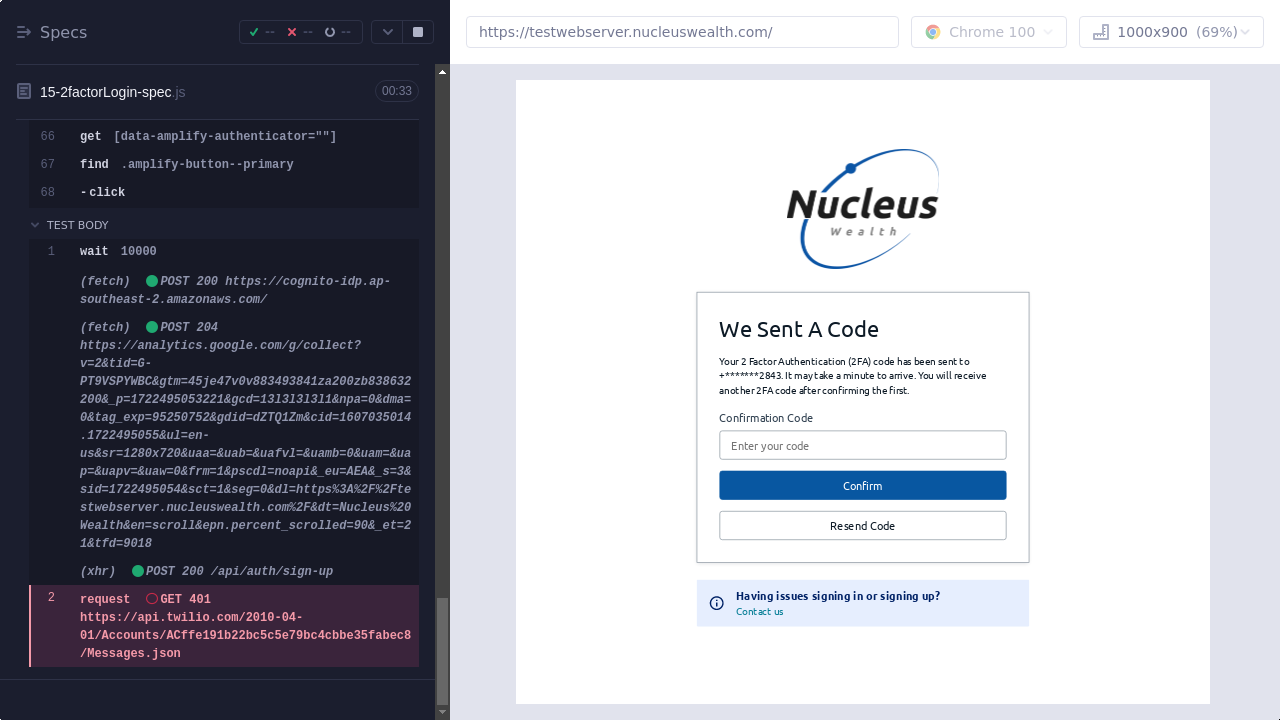 Specs
--
--
--
https://testwebserver.nucleuswealth.com/
Chrome 100
1000x900 (69%)
15-2factorLogin-spec.js
00:33
66 get [data-amplify-authenticator=""]
67 find .amplify-button--primary
68 -click
TEST BODY
1 wait 10000
(fetch) POST 200 https://cognito-idp.ap-
southeast-2.amazonaws.com/
(fetch) POST 204
https://analytics.google.com/g/collect?
v=2&tid=G-
PT9VSPYWBC&gtm=45je47v0v883493841za200zb838632
200&_p=1722495053221&gcd=13l3l3l3l1&npa=0&dma=
0&tag_exp=95250752&gdid=dZTQ1Zm&cid=1607035014
.1722495055&ul=en-
us&sr=1280x720&uaa=&uab=&uafvl=&uamb=0&uam=&ua
p=&uapv=&uaw=0&frm=1&pscdl=noapi&_eu=AEA&_s=3&
sid=1722495054&sct=1&seg=0&dl=https%3A%2F%2Fte
stwebserver.nucleuswealth.com%2F&dt=Nucleus%20
Wealth&en=scroll&epn.percent_scrolled=90&_et=2
1&tfd=9018
(xhr) POST 200 /api/auth/sign-up
2 request GET 401
https://api.twilio.com/2010-04-
01/Accounts/ACffe191b22bc5c5e79bc4cbbe35fabec8
/Messages.json
Nucleus
Wealth
We Sent A Code
Your 2 Factor Authentication (2FA) code has been sent to
+*******2843. It may take a minute to arrive. You will receive
another 2FA code after confirming the first.
Confirmation Code
Enter your code
Confirm
Resend Code
Having issues signing in or signing up?
Contact us